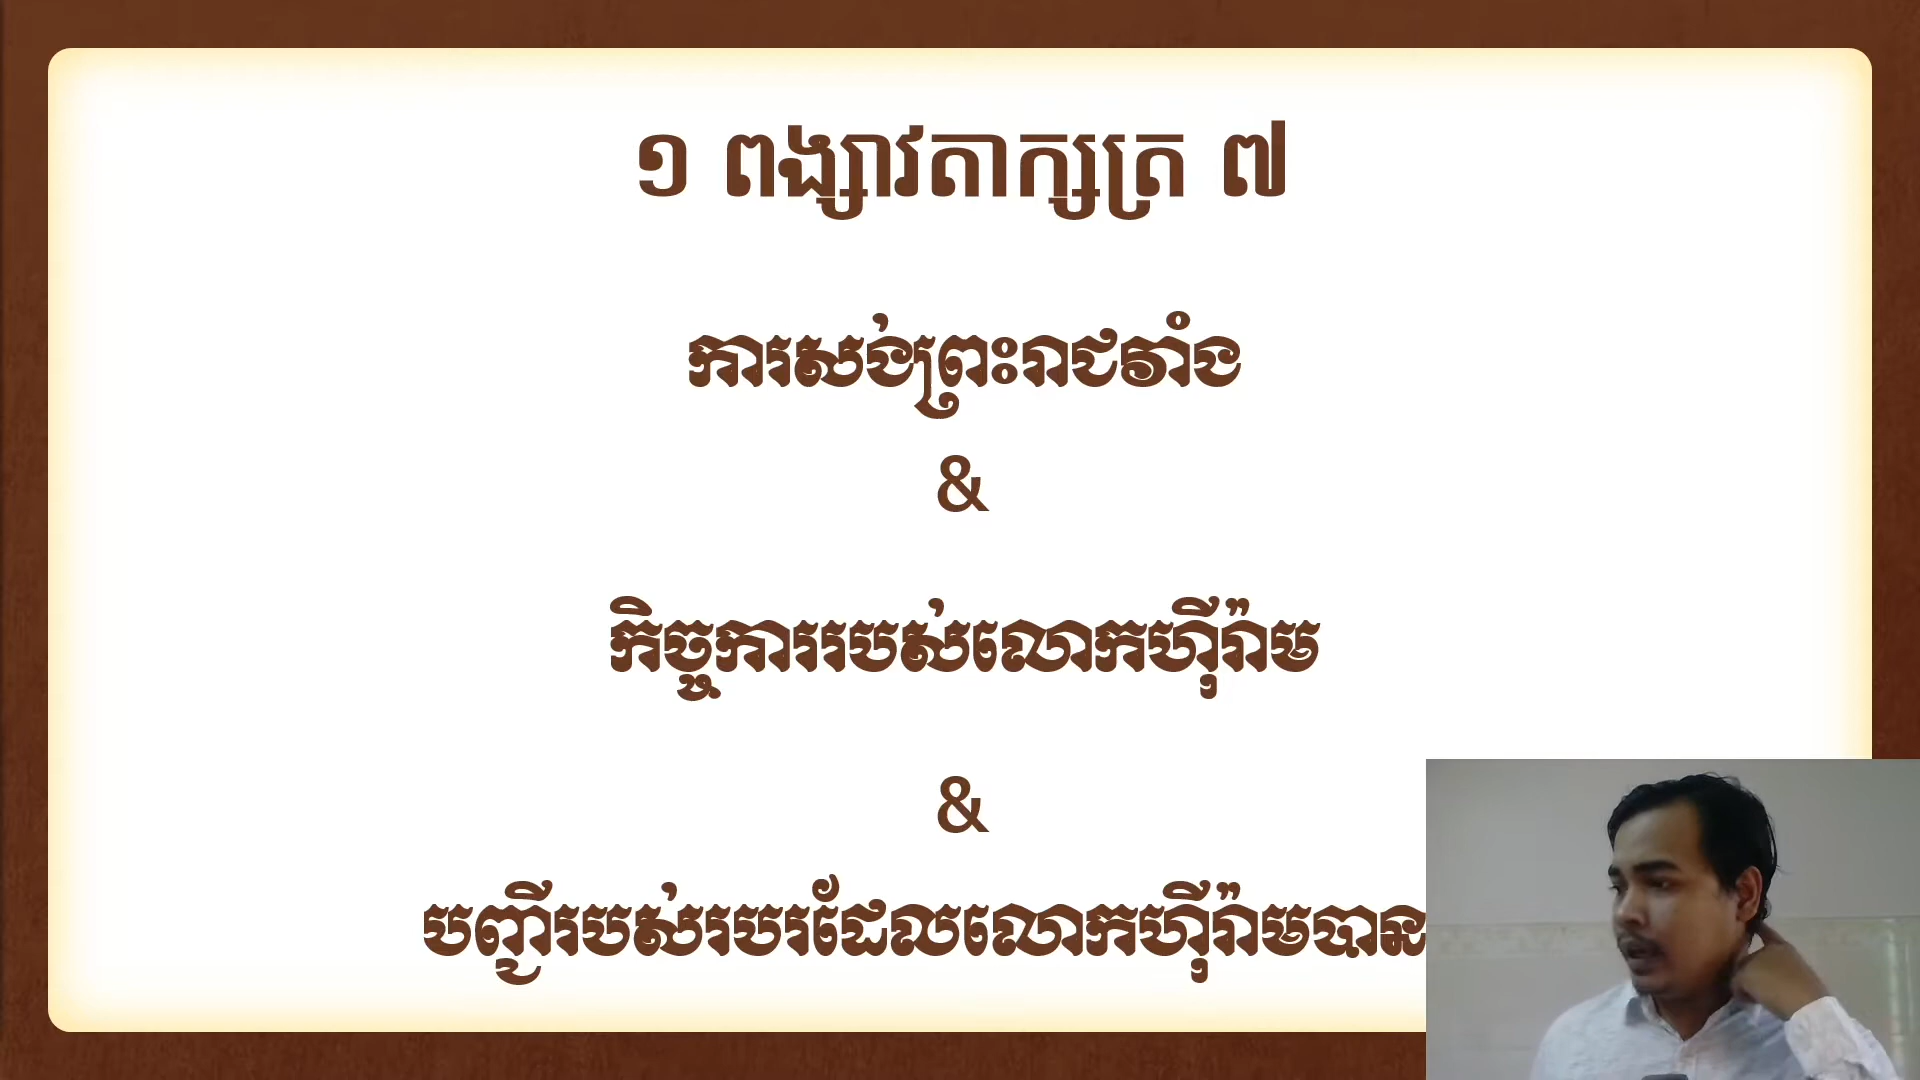 ១ ពង្សាវតាក្សត្រ ៧
ការសង់ព្រះរាជវាំង
&
កិច្ចការរបស់លោកហ៊ីរ៉ាម
&
បញ្ជីរបស់របរដែលលោកហ៊ីរ៉ាមបាន